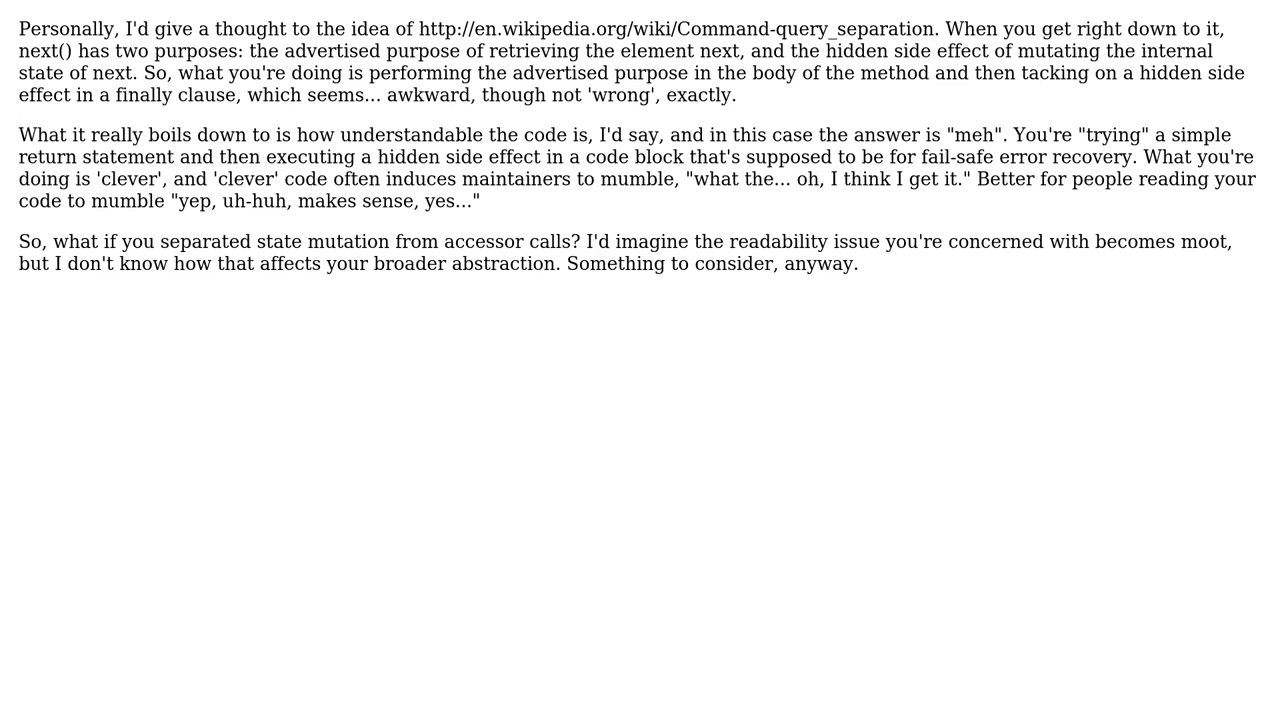 Personally, I'd give a thought to the idea of http://en.wikipedia.org/wiki/Command-query_separation. When you get right down to it,
next() has two purposes: the advertised purpose of retrieving the element next, and the hidden side effect of mutating the internal
state of next. So, what you're doing is performing the advertised purpose in the body of the method and then tacking on a hidden side
effect in a finally clause, which seems... awkward, though not 'wrong', exactly.
What it really boils down to is how understandable the code is, I'd say, and in this case the answer is "meh". You're "trying" a simple
return statement and then executing a hidden side effect in a code block that's supposed to be for fail-safe error recovery. What you're
doing is 'clever', and 'clever' code often induces maintainers to mumble, "what the... oh, I think I get it." Better for people reading your
code to mumble "yep, uh-huh, makes sense, yes..."
So, what if you separated state mutation from accessor calls? I'd imagine the readability issue you're concerned with becomes moot,
but I don't know how that affects your broader abstraction. Something to consider, anyway.